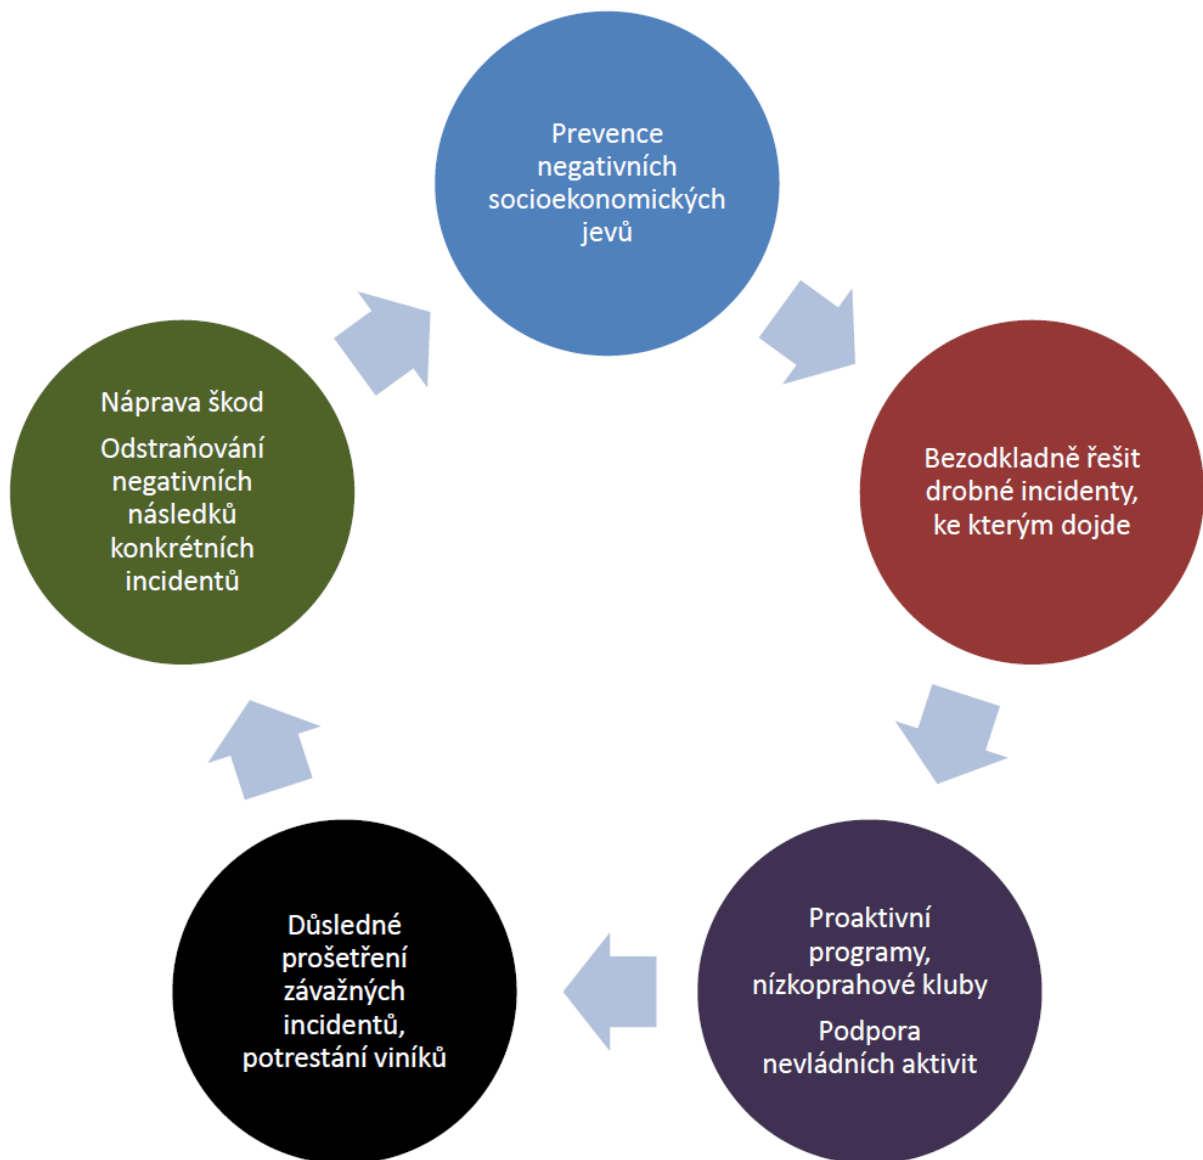 Prevence
negativních
socioekonomických
jevů
Bezodkladně řešit
drobné incidenty,
ke kterým dojde
Proaktivní
programy,
nízkoprahové kluby
Podpora
nevládních aktivit
Důsledné
prošetření
závažných
incidentů,
potrestání viníků
Náprava škod
Odstraňování
negativních
následků
konkrétních
incidentů